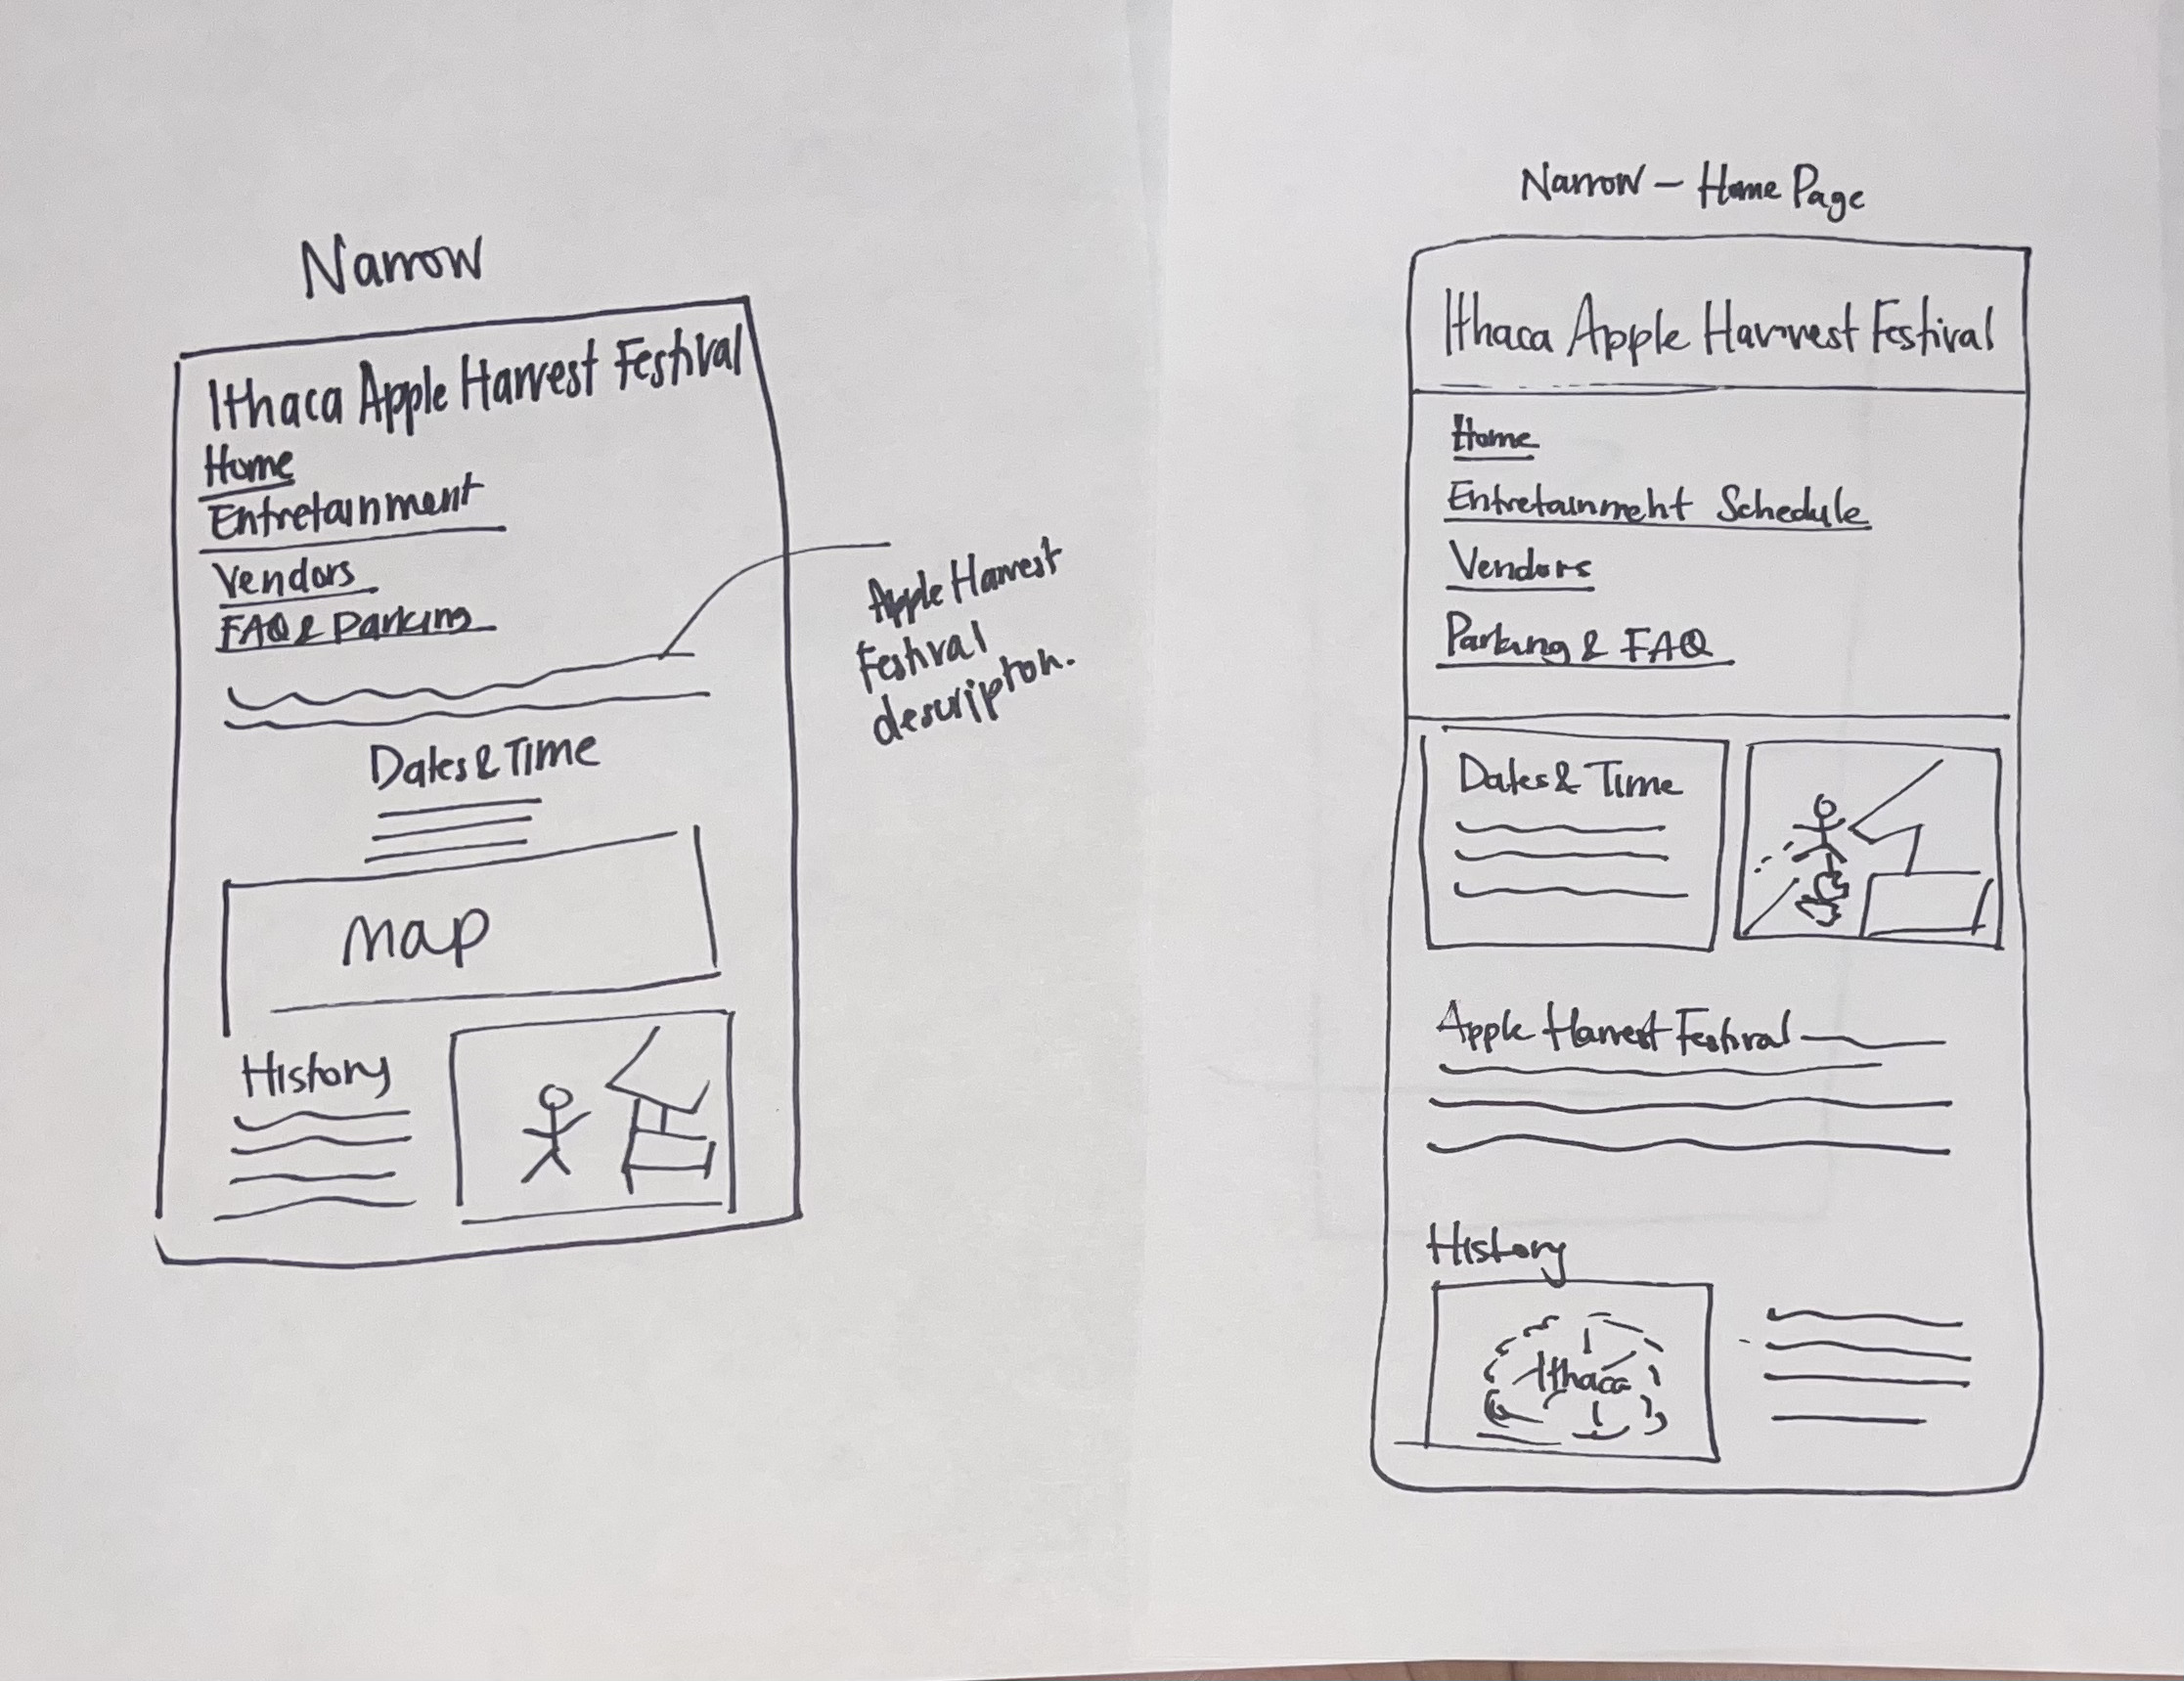 Narrow
Ithaca Apple Harvest Festival
Home
Entretainment
Vendors
FAQ & Parking
Apple Harvest
Festival
description.
Dates & Time
map
History
Narrow - Home Page
Ithaca Apple Harvest Festival
Home
Entretainment Schedule
Vendors
Parking & FAQ
Dates & Time
Apple Harvest Festival
History
Ithaca